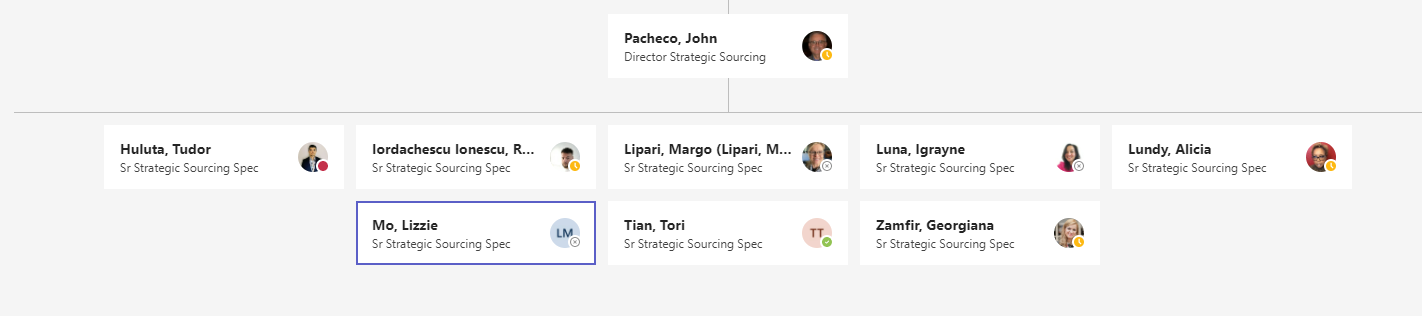 Pacheco, John
Director Strategic Sourcing
Huluta, Tudor
Sr Strategic Sourcing Spec
Iordachescu Ionescu, R...
Sr Strategic Sourcing Spec
Lipari, Margo (Lipari, M...
Sr Strategic Sourcing Spec
Luna, Igrayne
Sr Strategic Sourcing Spec
Lundy, Alicia
Sr Strategic Sourcing Spec
Mo, Lizzie
Sr Strategic Sourcing Spec
LM
Tian, Tori
Sr Strategic Sourcing Spec
TT
Zamfir, Georgiana
Sr Strategic Sourcing Spec